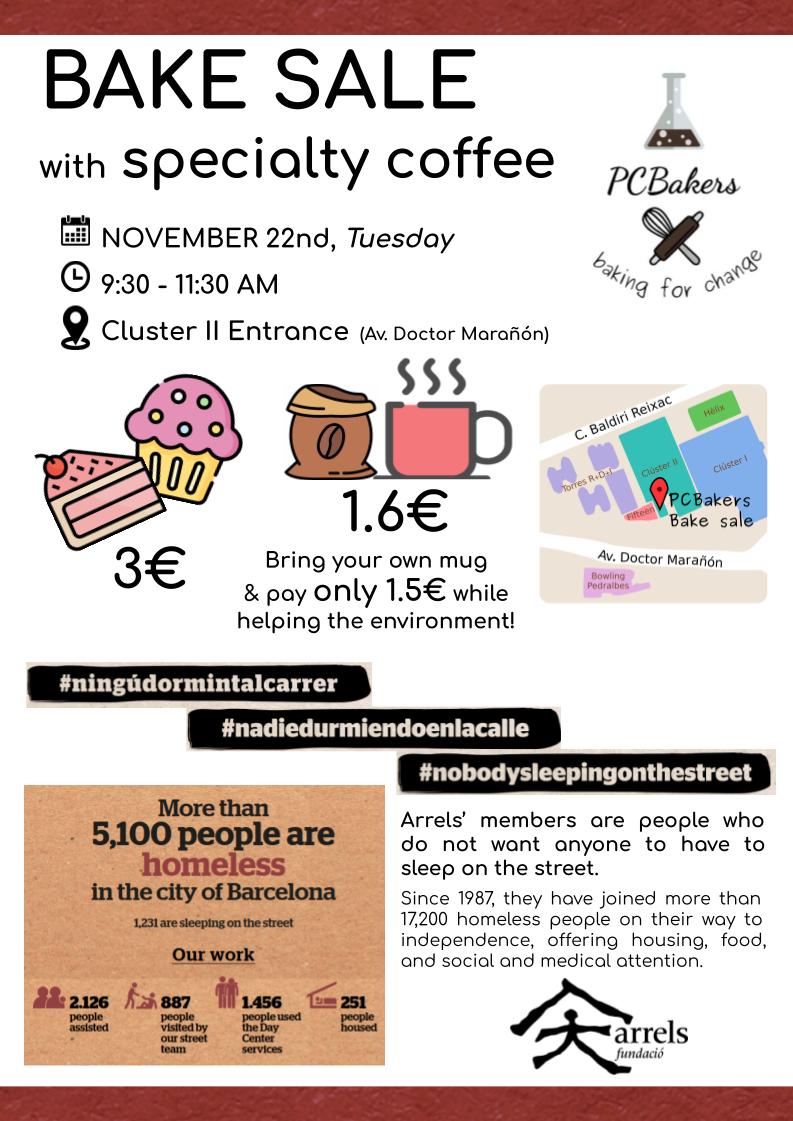 BAKE SALE
with specialty coffee
PCBakers
baking for change
NOVEMBER 22nd, Tuesday
9:30 - 11:30 AM
Cluster II Entrance (Av. Doctor Marañón)
3€
1.6€
Bring your own mug
& pay only 1.5€ while
helping the environment!
C. Baldiri Reixac
Hèlix
Torres R+D+I
Clúster II
Clúster I
Fifteen
PCBakers
Bake sale
Av. Doctor Marañón
Bowling
Pedralbes
#ningúdormintalcarrer
#nadiedurmiendoenlacalle
#nobodysleepingonthestreet
More than
5,100 people are
homeless
in the city of Barcelona
1,231 are sleeping on the street
Our work
2.126
people
assisted
887
people
visited by
our street
team
1.456
people used
the Day
Center
services
251
people
housed
Arrels’ members are people who
do not want anyone to have to
sleep on the street.
Since 1987, they have joined more than
17,200 homeless people on their way to
independence, offering housing, food,
and social and medical attention.
arrels
fundació